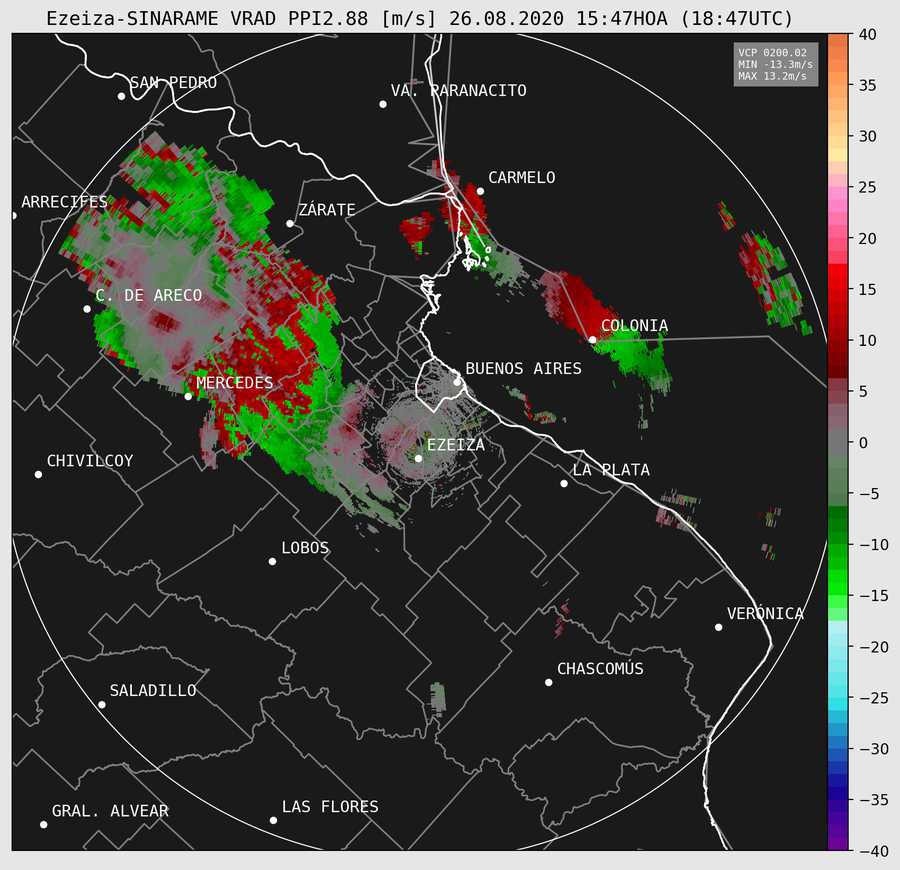 Ezeiza-SINARAME VRAD PPI2.88 [m/s] 26.08.2020 15:47HOA (18:47UTC)
VCP 0200.02
MIN -13.3m/s
MAX 13.2m/s
SAN PEDRO
VA. PARANACITO
CARMELO
ARRECIFES
ZÁRATE
C. DE ARECO
COLONIA
BUENOS AIRES
MERCEDES
EZEIZA
CHIVILCOY
LA PLATA
LOBOS
VERÓNICA
CHASCOMÚS
SALADILLO
GRAL. ALVEAR
LAS FLORES
40
35
30
25
20
15
10
5
0
−5
−10
−15
−20
−25
−30
−35
−40